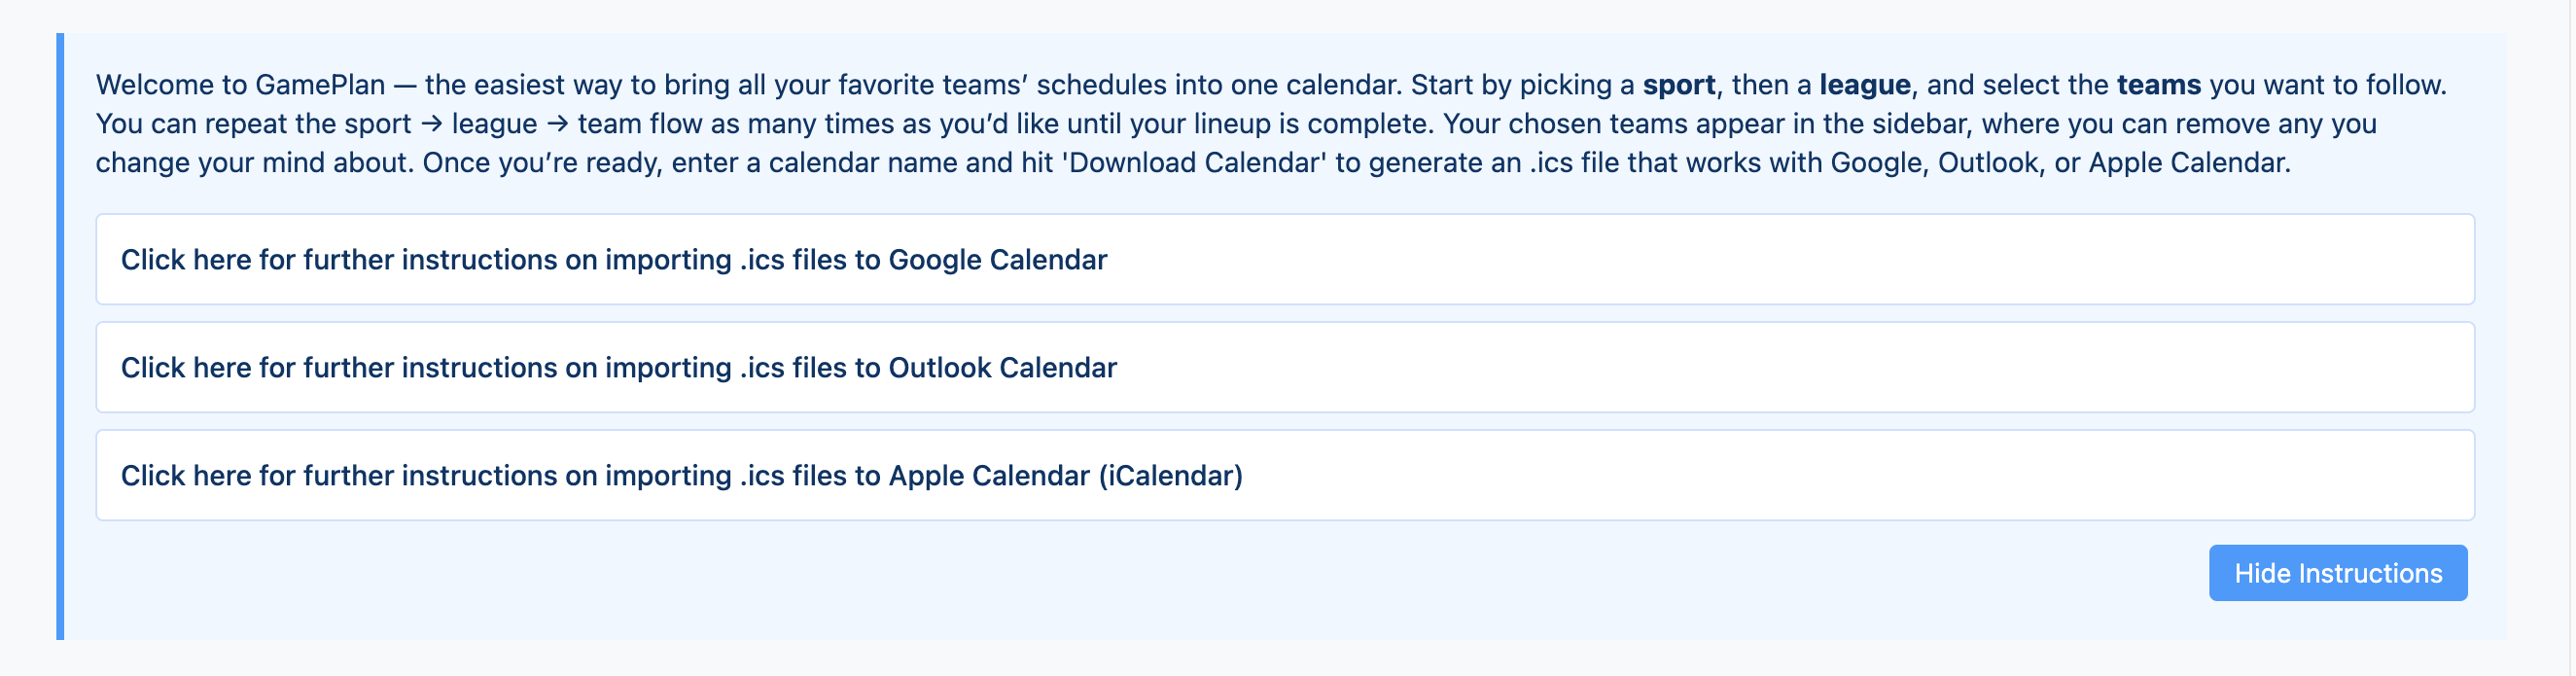 Welcome to GamePlan — the easiest way to bring all your favorite teams’ schedules into one calendar. Start by picking a sport, then a league, and select the teams you want to follow.
You can repeat the sport → league → team flow as many times as you’d like until your lineup is complete. Your chosen teams appear in the sidebar, where you can remove any you
change your mind about. Once you’re ready, enter a calendar name and hit 'Download Calendar' to generate an .ics file that works with Google, Outlook, or Apple Calendar.
Click here for further instructions on importing .ics files to Google Calendar
Click here for further instructions on importing .ics files to Outlook Calendar
Click here for further instructions on importing .ics files to Apple Calendar (iCalendar)
Hide Instructions